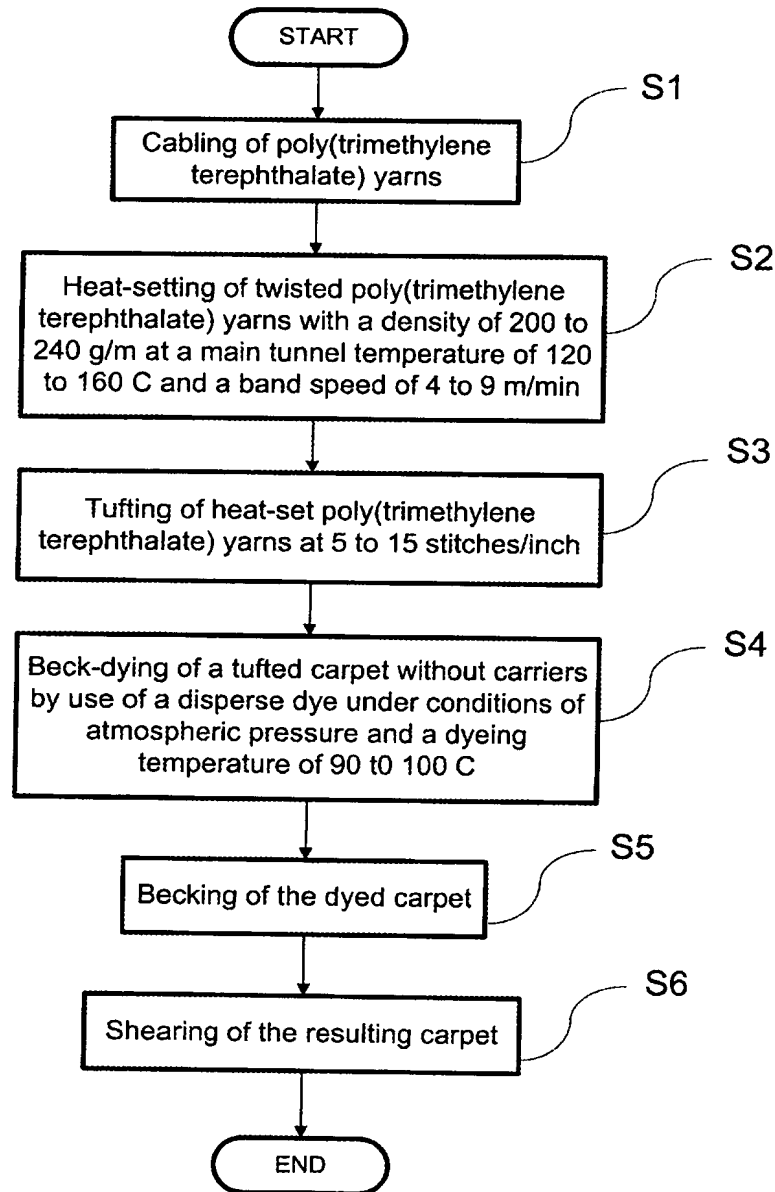 START
S1
Cabling of poly(trimethylene
terephthalate) yarns
S2
Heat-setting of twisted poly(trimethylene
terephthalate) yarns with a density of 200 to
240 g/m at a main tunnel temperature of 120
to 160 C and a band speed of 4 to 9 m/min
S3
Tufting of heat-set poly(trimethylene
terephthalate) yarns at 5 to 15 stitches/inch
S4
Beck-dying of a tufted carpet without carriers
by use of a disperse dye under conditions of
atmospheric pressure and a dyeing
temperature of 90 t0 100 C
S5
Becking of the dyed carpet
S6
Shearing of the resulting carpet
END